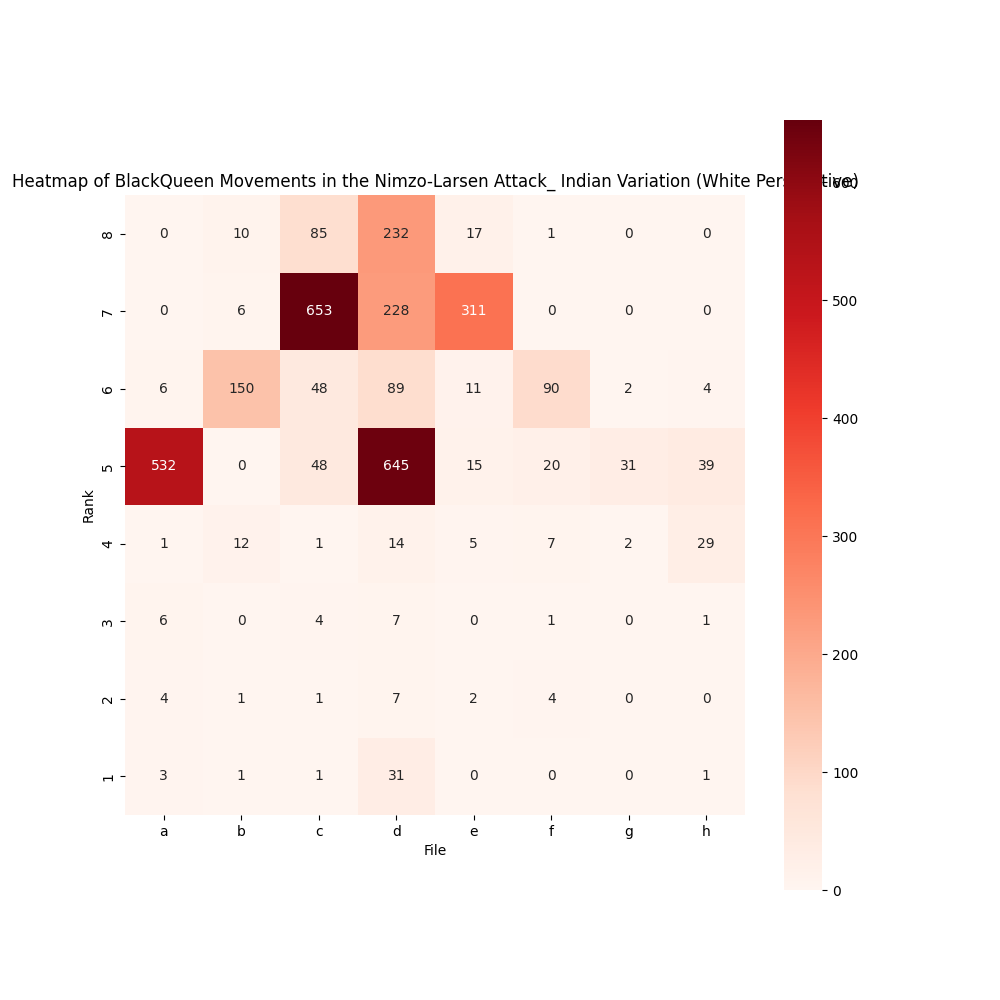 Heatmap of BlackQueen Movements in the Nimzo-Larsen Attack_ Indian Variation (White Perspective)
8 0 10 85 232 17 1 0 0
7 0 6 653 228 311 0 0 0
6 6 150 48 89 11 90 2 4
5 532 0 48 645 15 20 31 39
4 1 12 1 14 5 7 2 29
3 6 0 4 7 0 1 0 1
2 4 1 1 7 2 4 0 0
1 3 1 1 31 0 0 0 1
a b c d e f g h
File
Rank
600
500
400
300
200
100
0